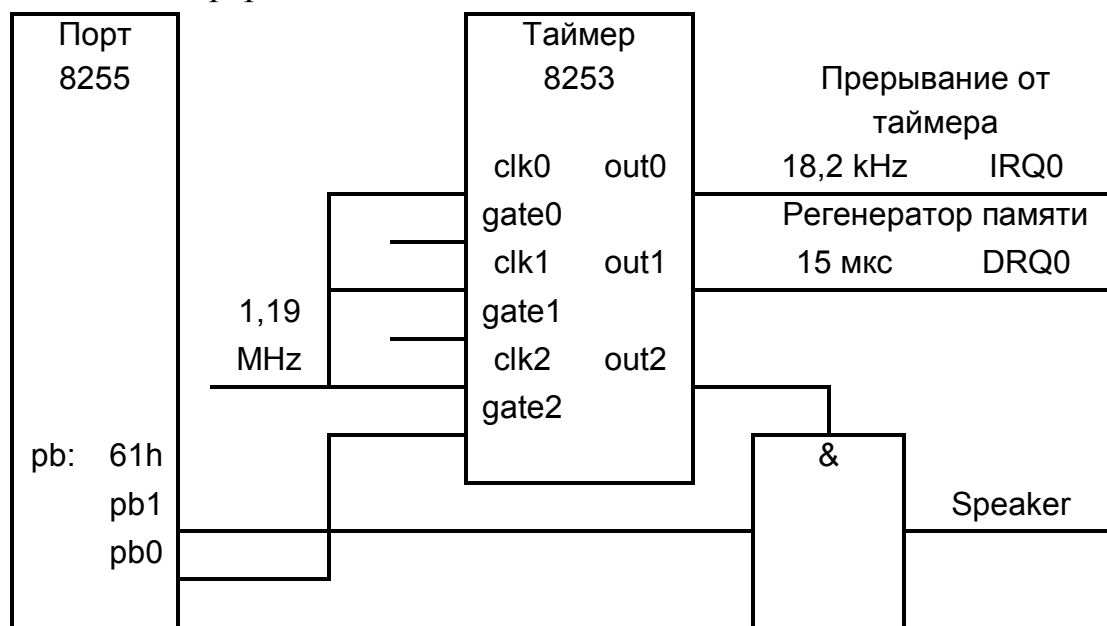 Порт
8255
Таймер
8253
Прерывание от
таймера
clk0 out0 18,2 kHz IRQ0
gate0 Регенератор памяти
clk1 out1 15 мкс DRQ0
1,19 gate1
MHz clk2 out2
gate2
pb: 61h &
pb1 Speaker
pb0